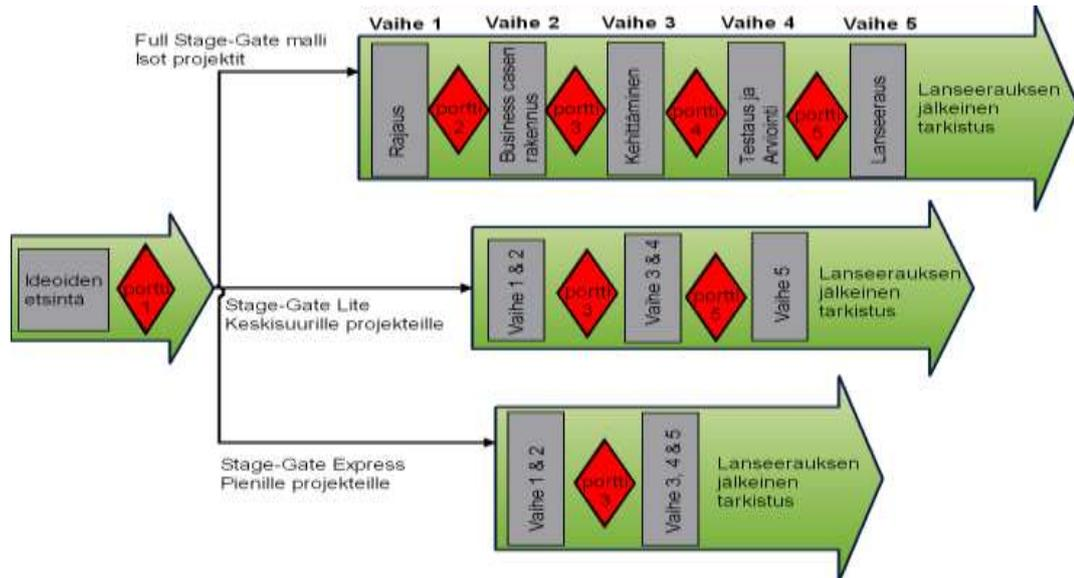 Vaihe 1 Vaihe 2 Vaihe 3 Vaihe 4 Vaihe 5
Full Stage-Gate malli
Isot projektit
Rajaus
portti
2
Business casen
rakennus
portti
3
Kehittäminen
portti
4
Testaus ja
Arviointi
portti
5
Lanseeraus
Lanseerauksen
jälkeinen
tarkistus
Ideoiden
etsintä
portti
1
Stage-Gate Lite
Keskisuurille projekteille
Vaihe 1 & 2
portti
3
Vaihe 3 & 4
portti
5
Vaihe 5
Lanseerauksen
jälkeinen
tarkistus
Stage-Gate Express
Pienille projekteille
Vaihe 1 & 2
portti
3
Vaihe 3, 4 & 5
Lanseerauksen
jälkeinen
tarkistus